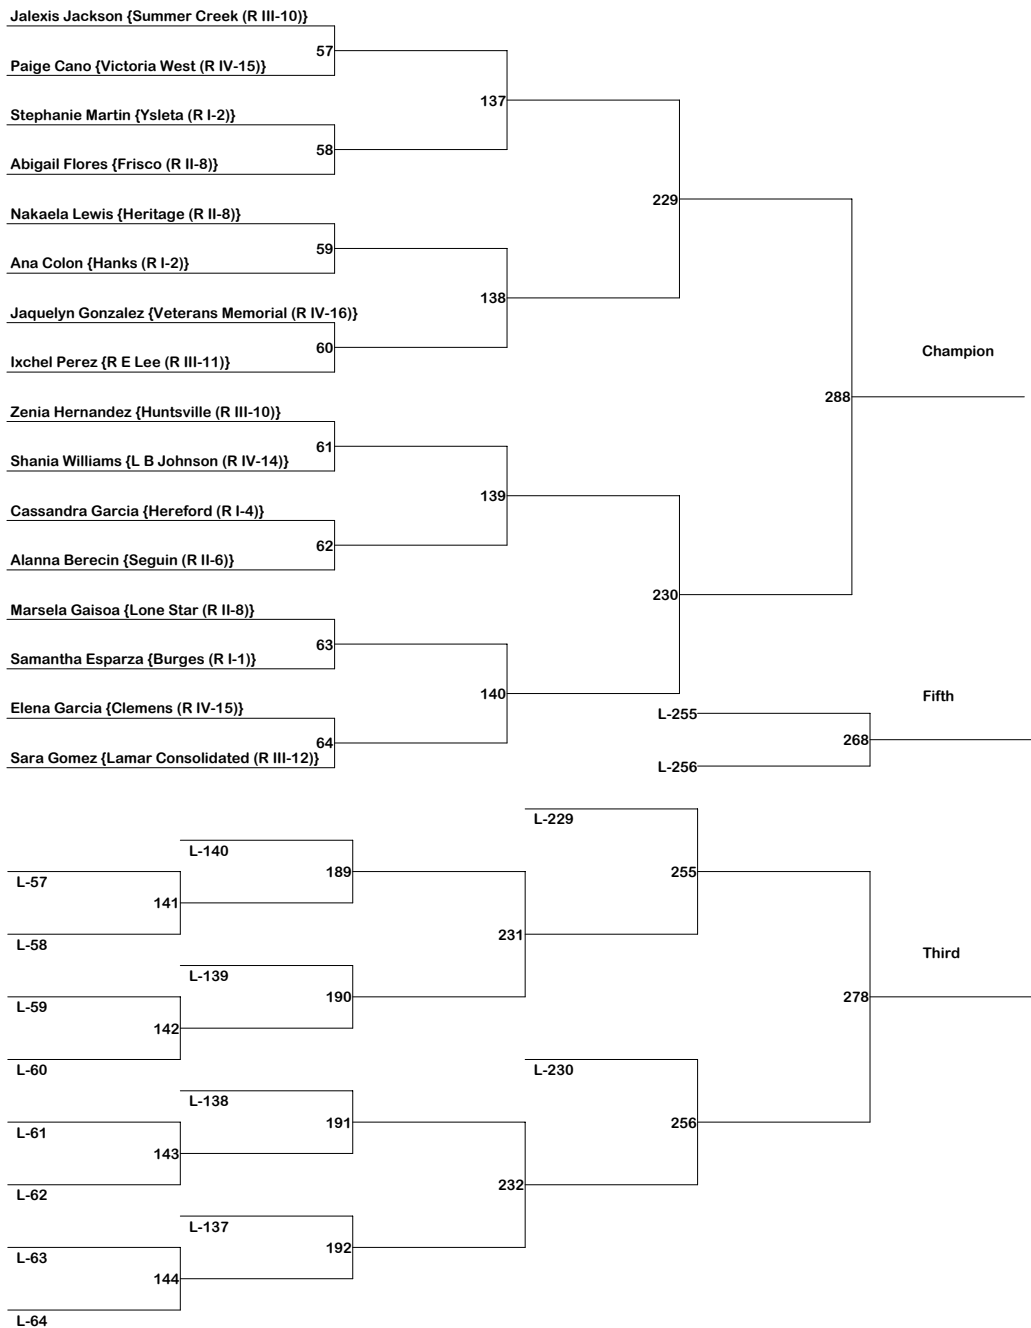 Jalexis Jackson {Summer Creek (R III-10)}
57
Paige Cano {Victoria West (R IV-15)}
137
Stephanie Martin {Ysleta (R I-2)}
58
Abigail Flores {Frisco (R II-8)}
229
Nakaela Lewis {Heritage (R II-8)}
59
Ana Colon {Hanks (R I-2)}
138
Jaquelyn Gonzalez {Veterans Memorial (R IV-16)}
60
Ixchel Perez {R E Lee (R III-11)}
Champion
288
Zenia Hernandez {Huntsville (R III-10)}
61
Shania Williams {L B Johnson (R IV-14)}
139
Cassandra Garcia {Hereford (R I-4)}
62
Alanna Berecin {Seguin (R II-6)}
230
Marsela Gaisoa {Lone Star (R II-8)}
63
Samantha Esparza {Burges (R I-1)}
140
Fifth
Elena Garcia {Clemens (R IV-15)}
L-255
64
268
Sara Gomez {Lamar Consolidated (R III-12)}
L-256
L-229
L-140
189
255
L-57
141
231
L-58
Third
L-139
190
278
L-59
142
L-60
L-230
L-138
191
256
L-61
143
232
L-62
L-137
192
L-63
144
L-64